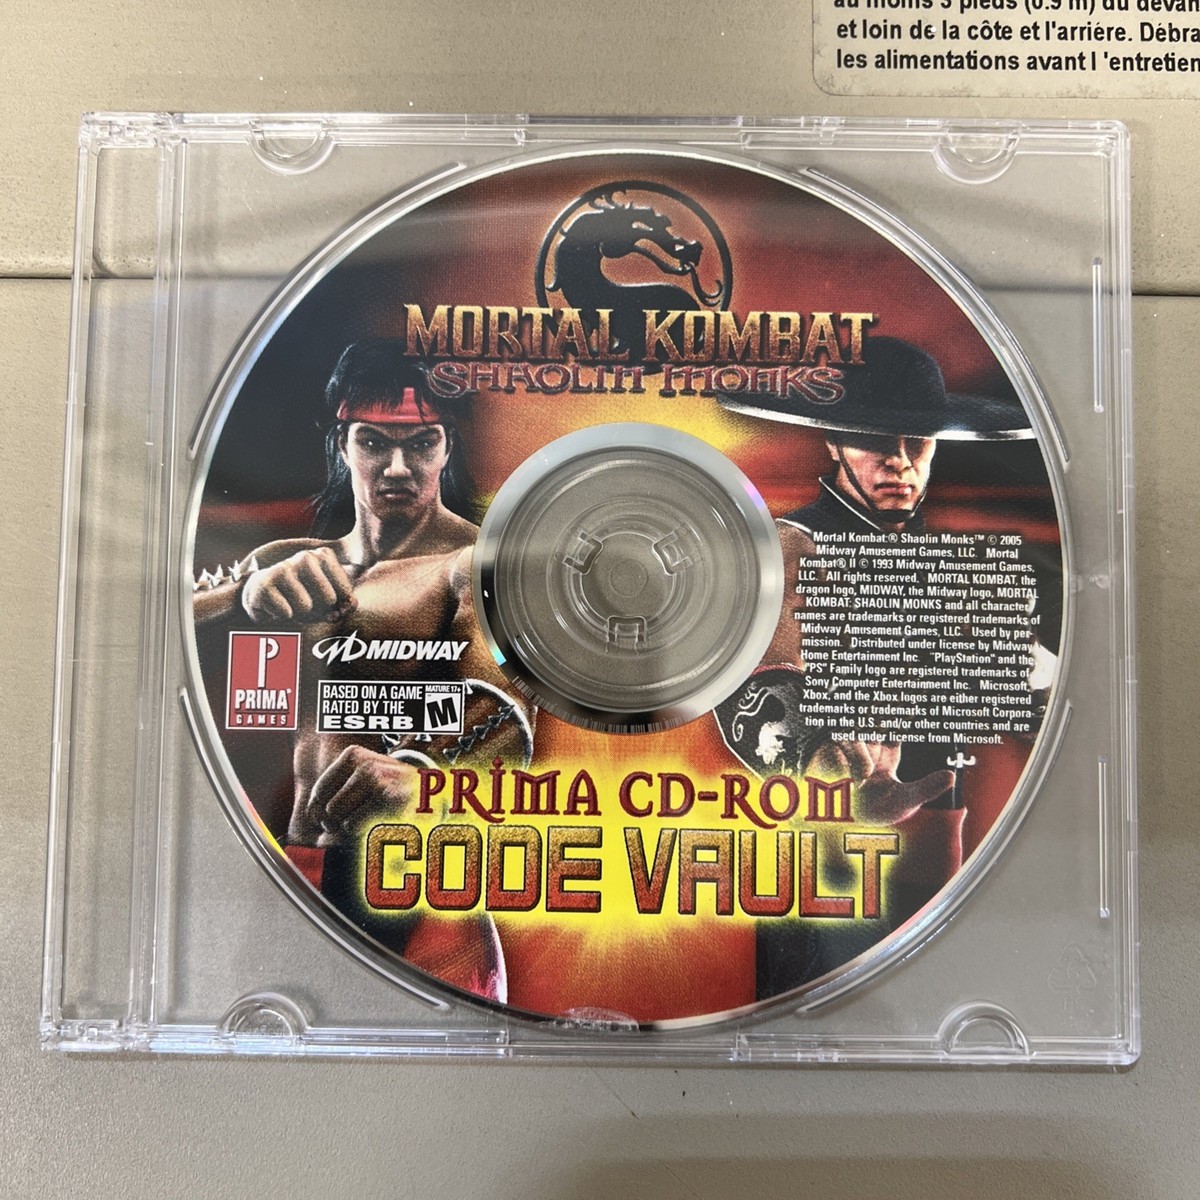 au moins 3 pieds (0.9 m) du devan
et loin de la côte et l'arriére. Débra
les alimentations avant l 'entretien
MORTAL KOMBAT
SHAOLIN MONKS
Mortal Kombat® Shaolin Monks™ © 2005
Midway Amusement Games, LLC. Mortal
Kombat® II © 1993 Midway Amusement Games,
LLC. All rights reserved. MORTAL KOMBAT, the
dragon logo, MIDWAY, the Midway logo, MORTAL
KOMBAT: SHAOLIN MONKS and all character
names are trademarks or registered trademarks of
Midway Amusement Games, LLC. Used by per-
mission. Distributed under license by Midway
Home Entertainment Inc. "PlayStation" and the
"PS" Family logo are registered trademarks of
Sony Computer Entertainment Inc. Microsoft,
Xbox, and the Xbox logos are either registered
trademarks or trademarks of Microsoft Corpora-
tion in the U.S. and/or other countries and are
used under license from Microsoft.
P
PRIMA®
GAMES
MIDWAY
BASED ON A GAME
RATED BY THE
ESRB
MATURE 17+
M
PRIMA CD-ROM
CODE VAULT